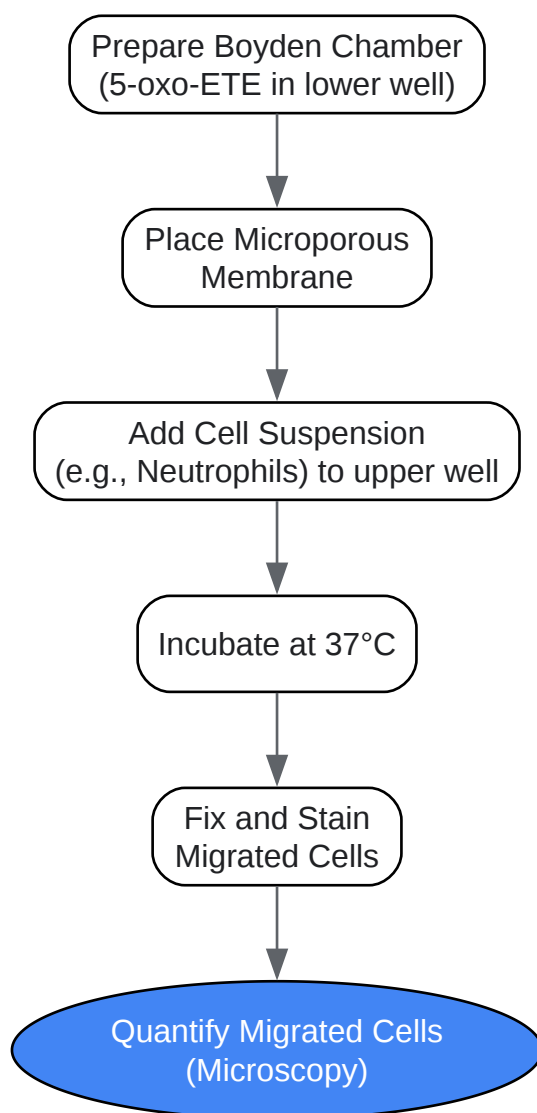 Prepare Boyden Chamber
(5-oxo-ETE in lower well)
Place Microporous
Membrane
Add Cell Suspension
(e.g., Neutrophils) to upper well
Incubate at 37°C
Fix and Stain
Migrated Cells
Quantify Migrated Cells
(Microscopy)